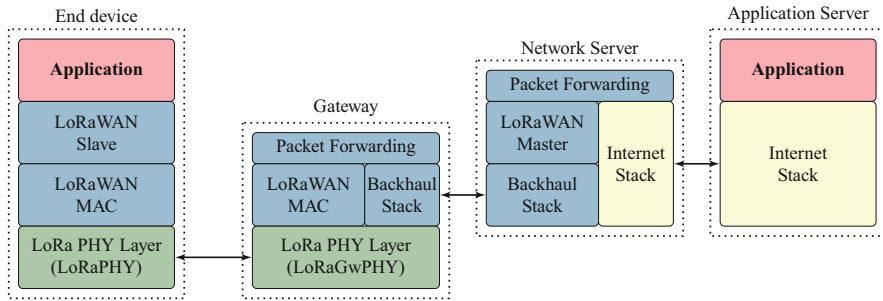 End device
Application
LoRaWAN
Slave
LoRaWAN
MAC
LoRa PHY Layer
(LoRaPHY)
Gateway
Packet Forwarding
LoRaWAN
MAC
Backhaul
Stack
LoRa PHY Layer
(LoRaGwPHY)
Network Server
Packet Forwarding
LoRaWAN
Master
Backhaul
Stack
Internet
Stack
Application Server
Application
Internet
Stack